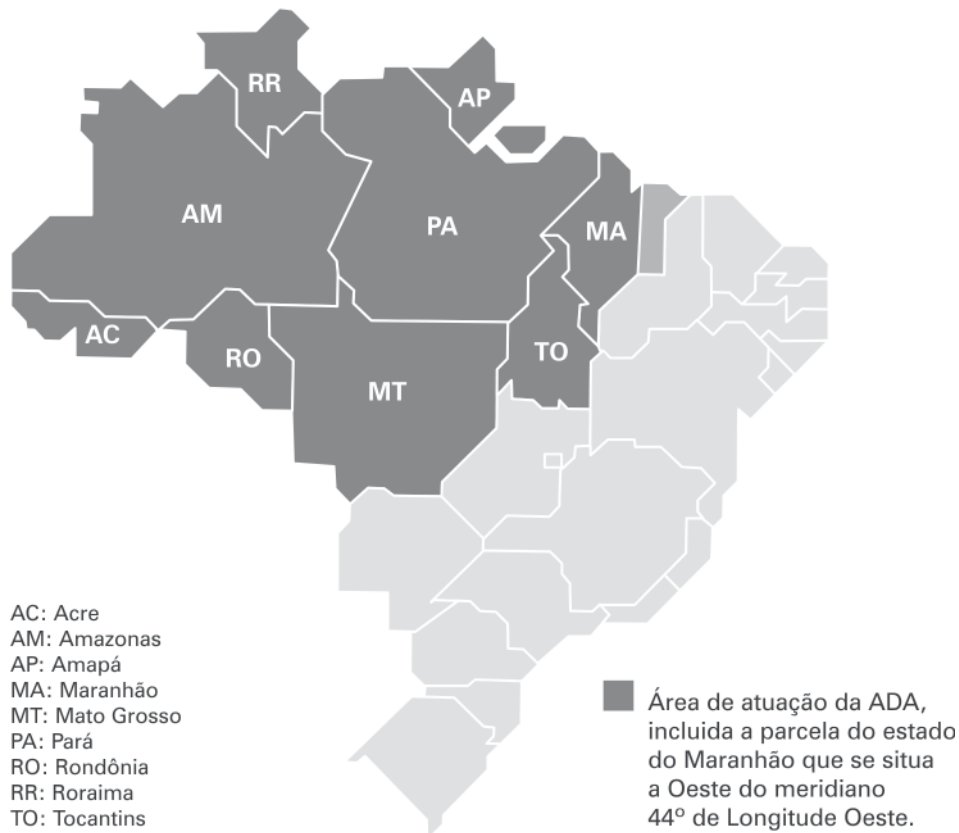 RR
AP
AM
PA
MA
AC
RO
TO
MT
AC: Acre
AM: Amazonas
AP: Amapá
MA: Maranhão
MT: Mato Grosso
PA: Pará
RO: Rondônia
RR: Roraima
TO: Tocantins
Área de atuação da ADA,
incluida a parcela do estado
do Maranhão que se situa
a Oeste do meridiano
44º de Longitude Oeste.